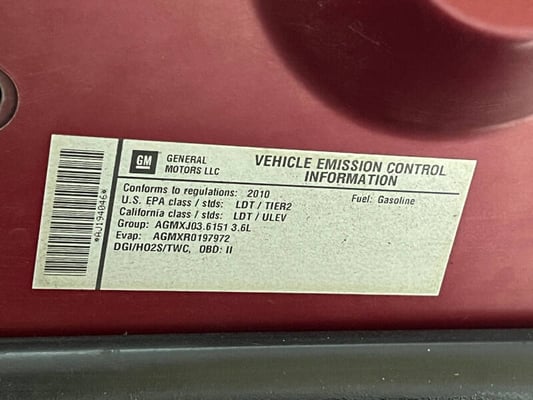 *AJ194046*
GM
GENERAL
MOTORS LLC
VEHICLE EMISSION CONTROL
INFORMATION
Conforms to regulations: 2010
Fuel: Gasoline
U.S. EPA class / stds: LDT / TIER2
California class / stds: LDT / ULEV
Group: AGMXJ03.6151 3.6L
Evap: AGMXR0197972
DGI/HO2S/TWC, OBD: II